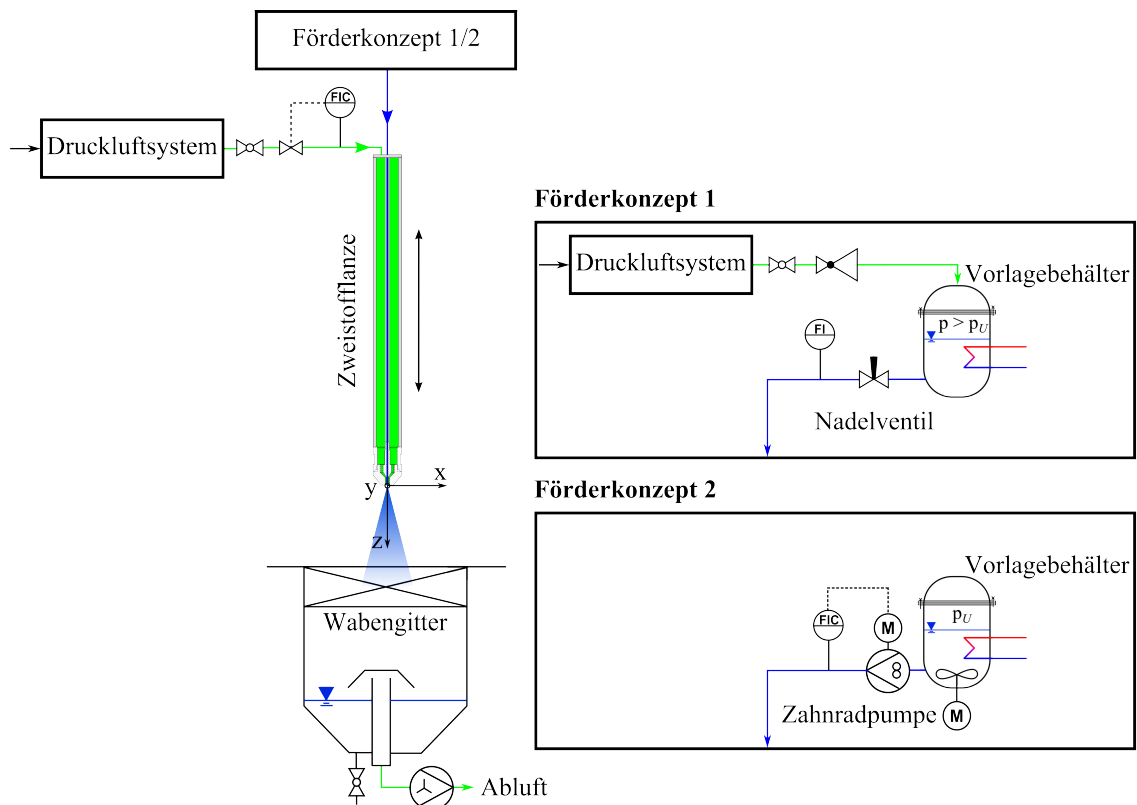 Förderkonzept 1/2
FIC
Druckluftsystem
Zweistofflanze
x
y
z
Wabengitter
Abluft
Förderkonzept 1
Druckluftsystem
Vorlagebehälter
p > pU
FI
Nadelventil
Förderkonzept 2
Vorlagebehälter
FIC
M
pU
Zahnradpumpe
M